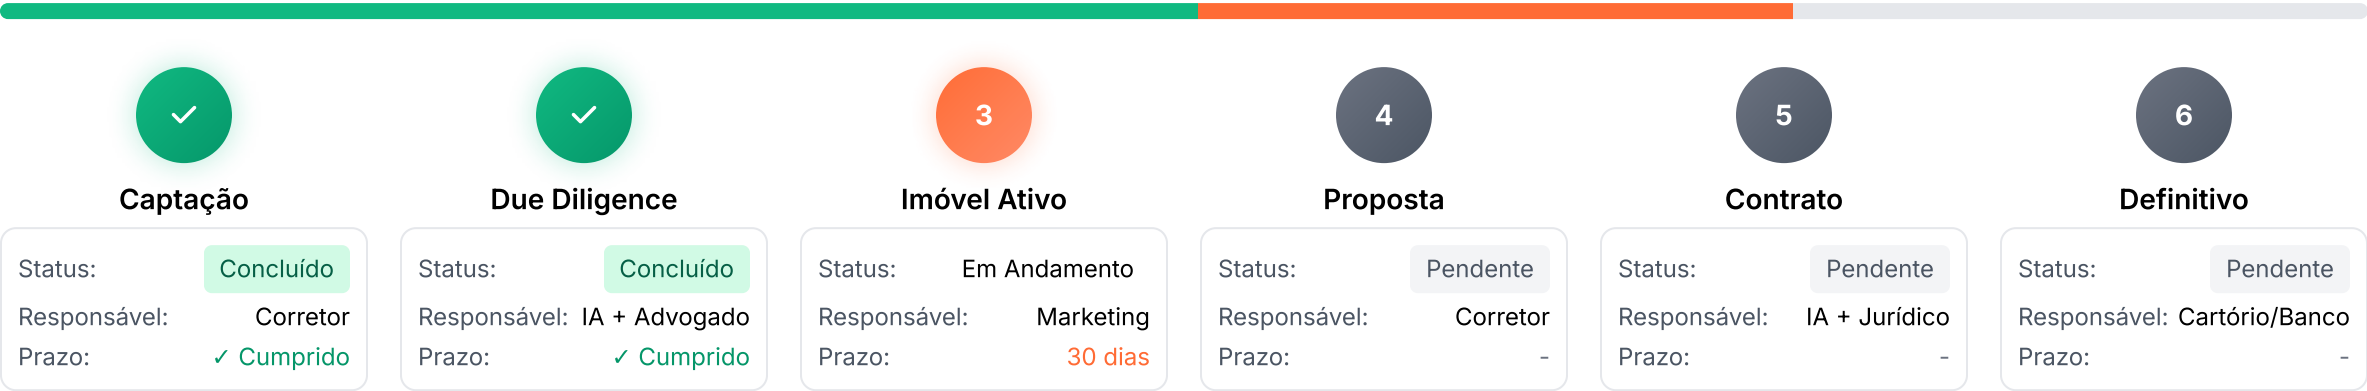 3
4
5
6
Captação
Due Diligence
Imóvel Ativo
Proposta
Contrato
Definitivo
Status: Concluído
Responsável: Corretor
Prazo: ✓ Cumprido
Status: Concluído
Responsável: IA + Advogado
Prazo: ✓ Cumprido
Status: Em Andamento
Responsável: Marketing
Prazo: 30 dias
Status: Pendente
Responsável: Corretor
Prazo: -
Status: Pendente
Responsável: IA + Jurídico
Prazo: -
Status: Pendente
Responsável: Cartório/Banco
Prazo: -